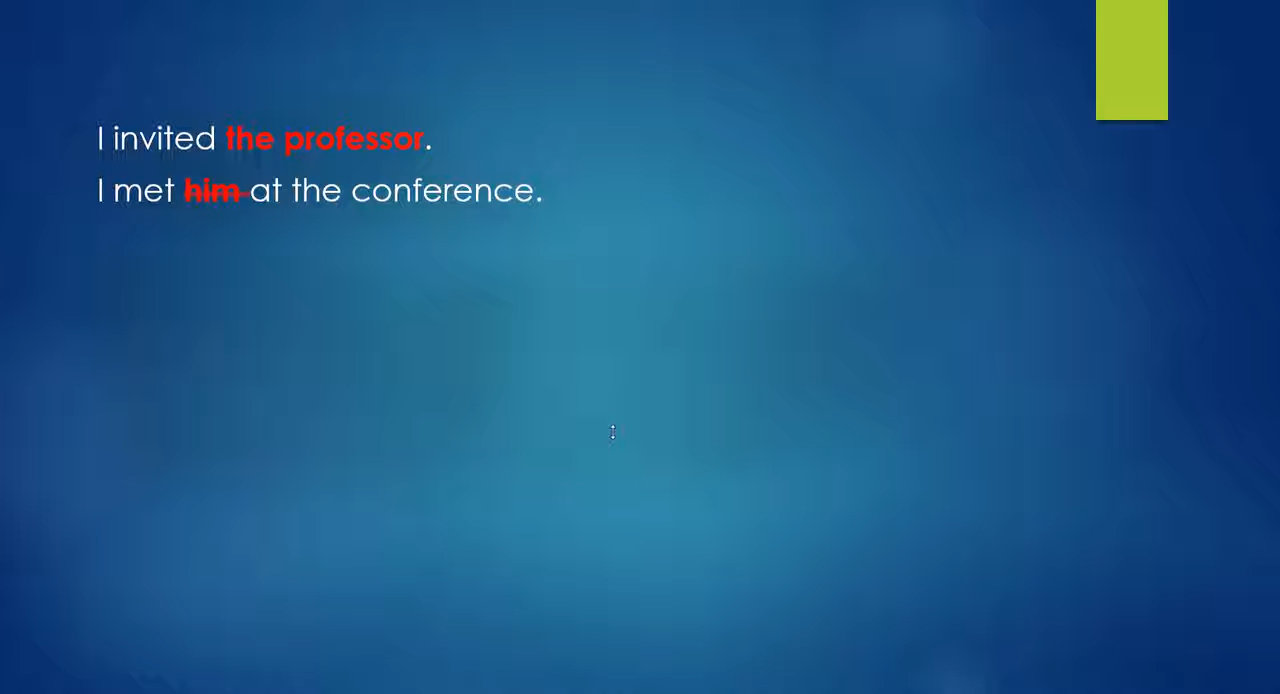 I invited the professor.
I met him at the conference.